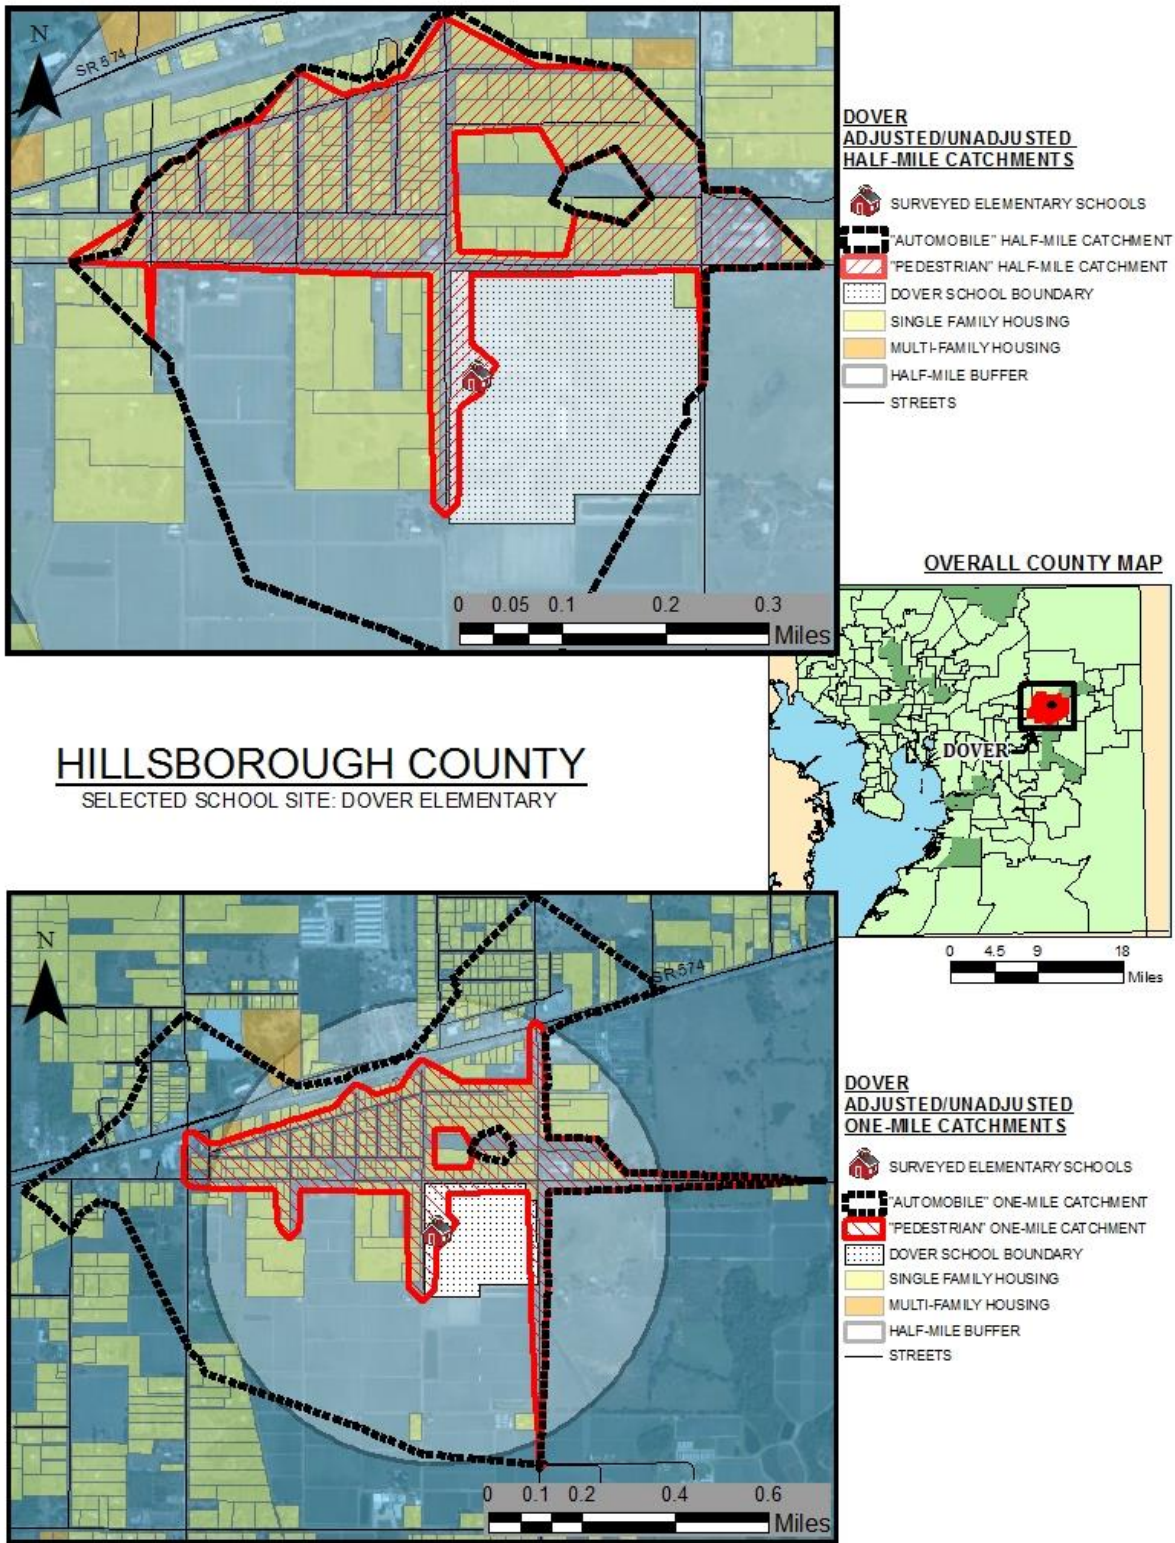 N
SR 574
0 0.05 0.1 0.2 0.3
Miles
DOVER
ADJUSTED/UNADJUSTED
HALF-MILE CATCHMENTS
SURVEYED ELEMENTARY SCHOOLS
"AUTOMOBILE" HALF-MILE CATCHMENT
"PEDESTRIAN" HALF-MILE CATCHMENT
DOVER SCHOOL BOUNDARY
SINGLE FAMILY HOUSING
MULTI-FAMILY HOUSING
HALF-MILE BUFFER
STREETS
OVERALL COUNTY MAP
DOVER
0 4.5 9 18
Miles
HILLSBOROUGH COUNTY
SELECTED SCHOOL SITE: DOVER ELEMENTARY
N
SR 574
0 0.1 0.2 0.4 0.6
Miles
DOVER
ADJUSTED/UNADJUSTED
ONE-MILE CATCHMENTS
SURVEYED ELEMENTARY SCHOOLS
"AUTOMOBILE" ONE-MILE CATCHMENT
"PEDESTRIAN" ONE-MILE CATCHMENT
DOVER SCHOOL BOUNDARY
SINGLE FAMILY HOUSING
MULTI-FAMILY HOUSING
HALF-MILE BUFFER
STREETS